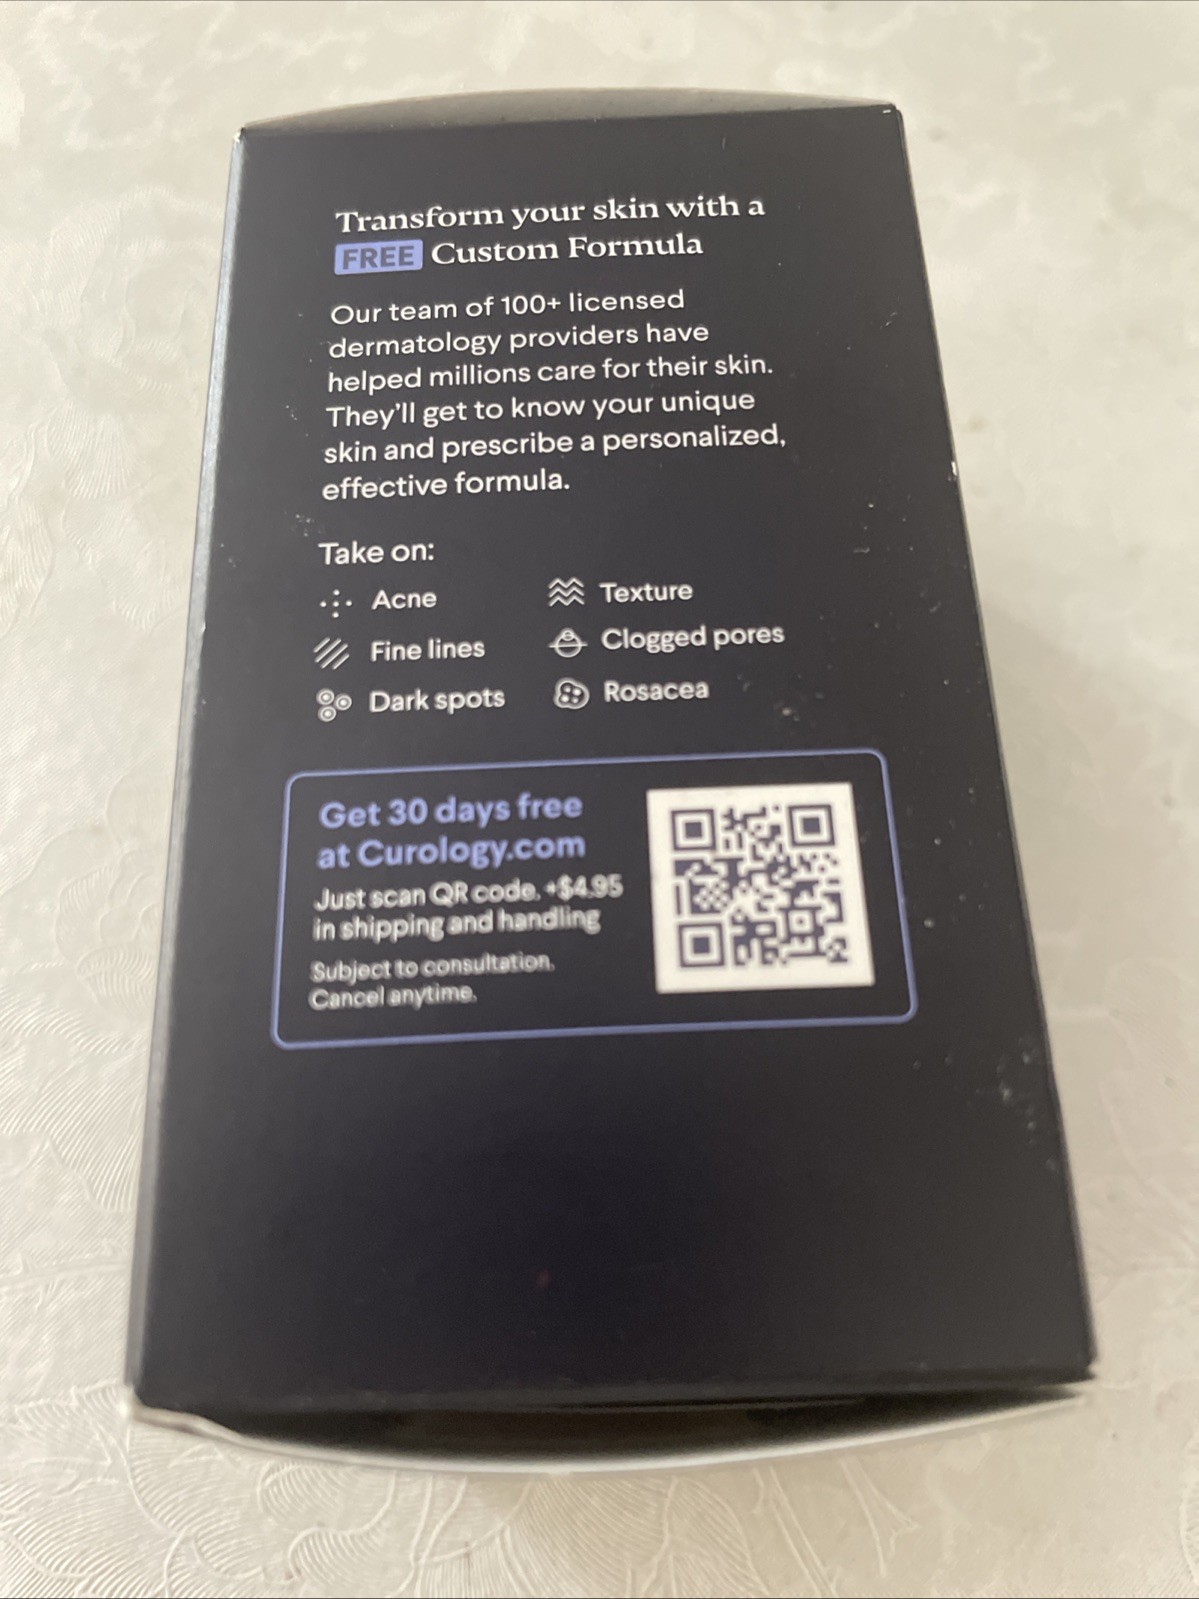 Transform your skin with a
FREE Custom Formula
Our team of 100+ licensed
dermatology providers have
helped millions care for their skin.
They'll get to know your unique
skin and prescribe a personalized,
effective formula.
Take on:
Acne
Texture
Fine lines
Clogged pores
Dark spots
Rosacea
Get 30 days free
at Curology.com
Just scan QR code. +$4.95
in shipping and handling
Subject to consultation.
Cancel anytime.